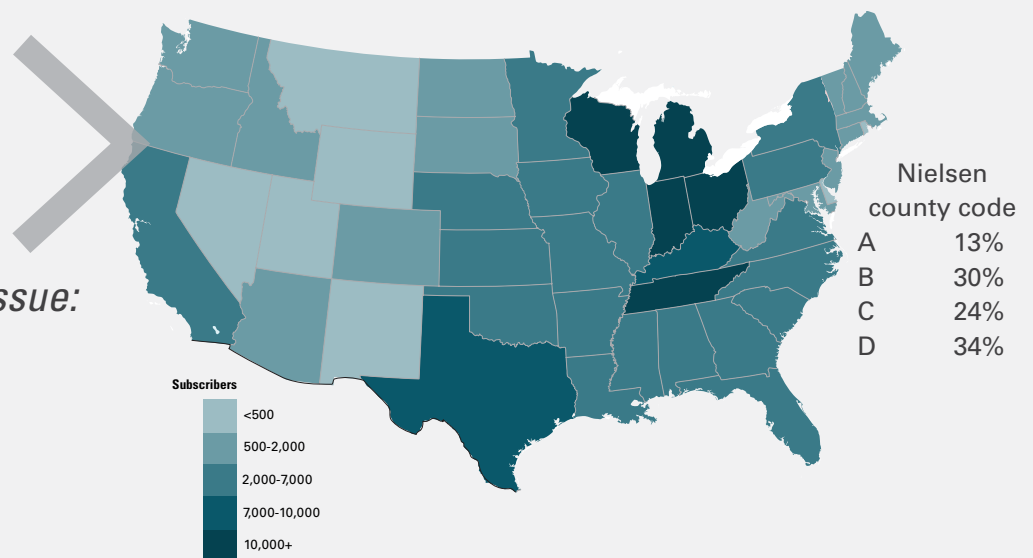 ssue:
Subscribers
<500
500-2,000
2,000-7,000
7,000-10,000
10,000+
Nielsen
county code
A 13%
B 30%
C 24%
D 34%